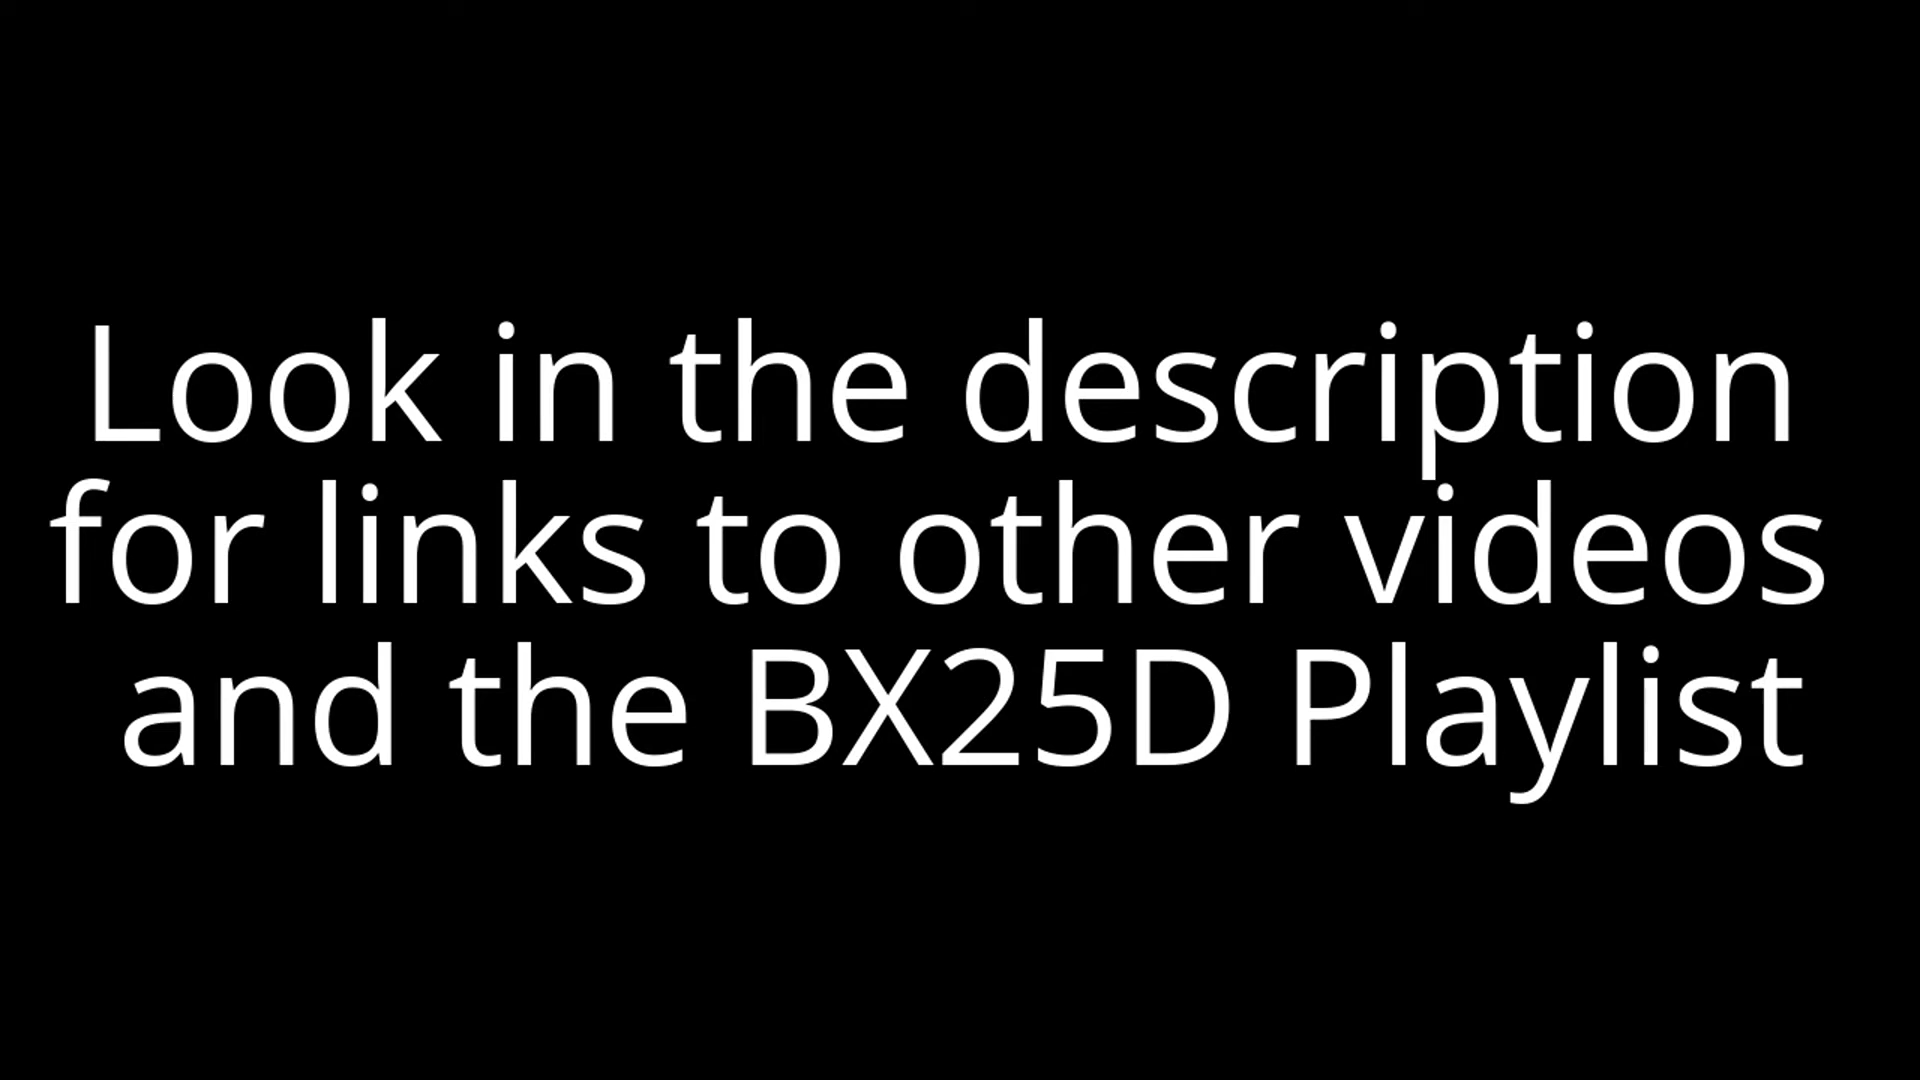 Look in the description
for links to other videos
and the BX25D Playlist